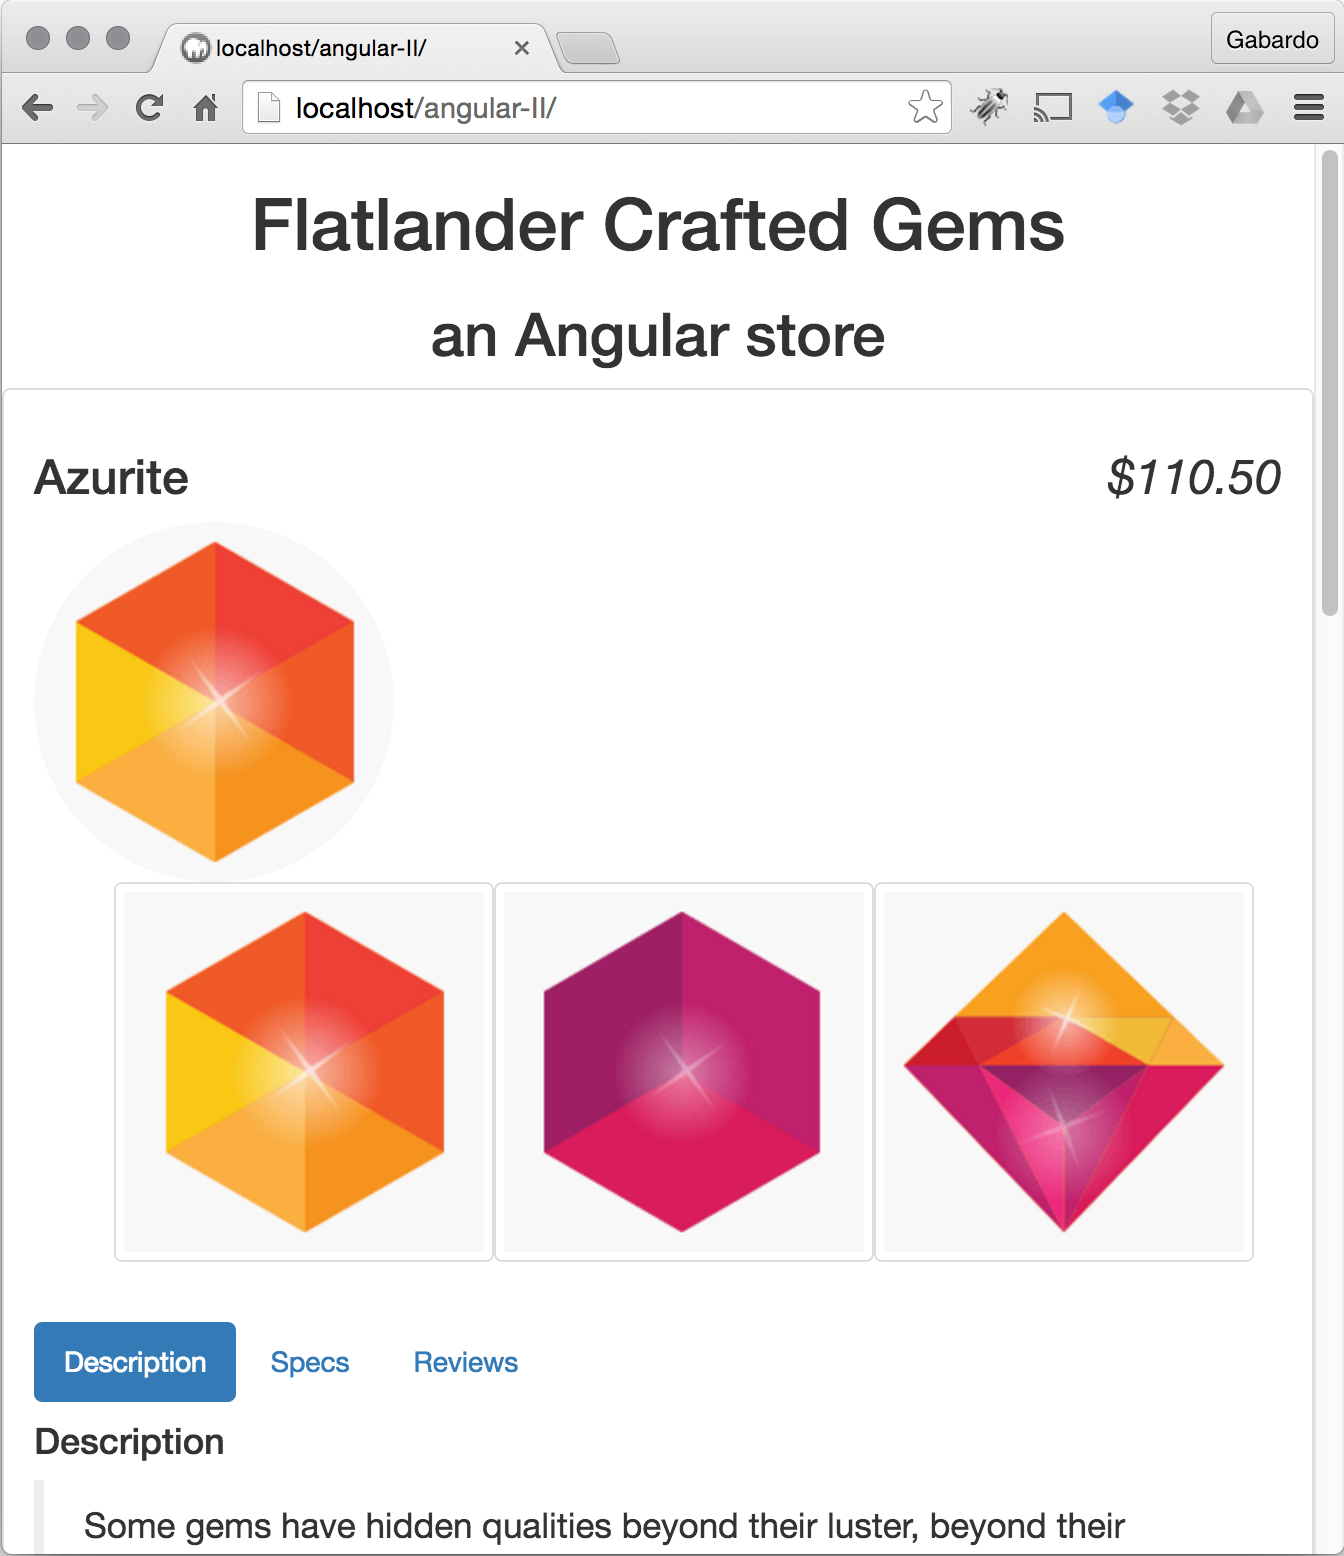 localhost/angular-II/
Gabardo
localhost/angular-II/
Flatlander Crafted Gems
an Angular store
Azurite $110.50
Description Specs Reviews
Description
Some gems have hidden qualities beyond their luster, beyond their